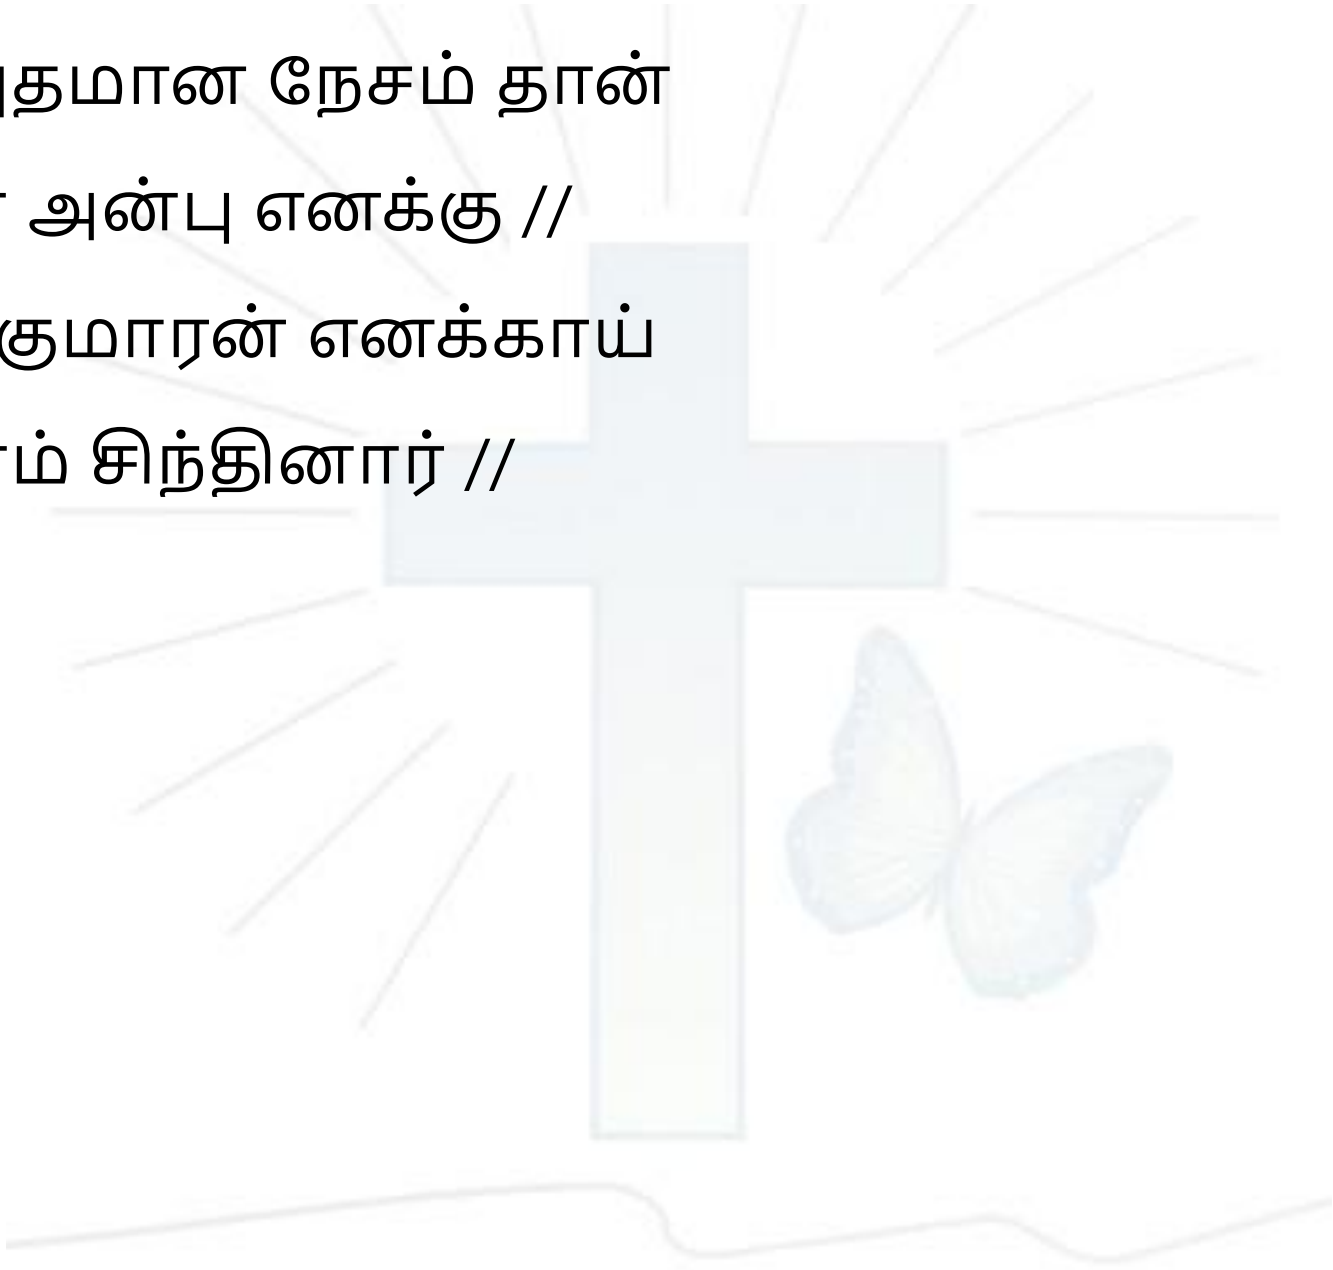 நேசம் தான்
அன்பு எனக்கு //
குமாரன் எனக்காய்
சிந்தினார் //